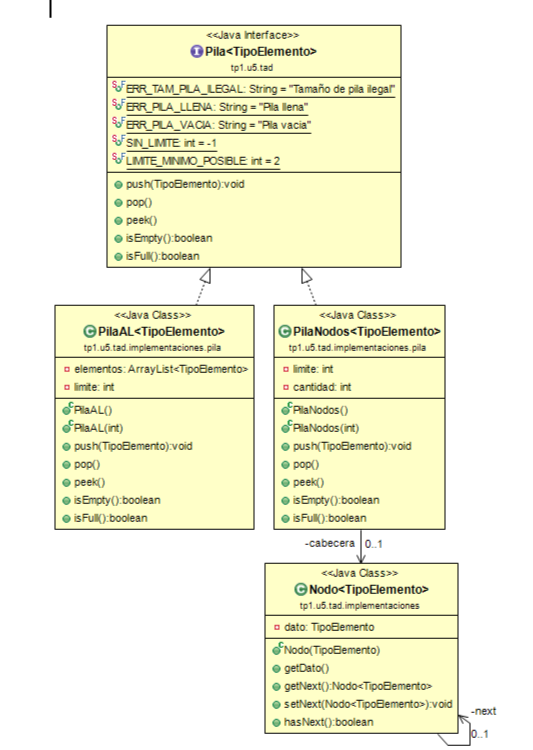 <<Java Interface>>
Pila<TipoElemento>
tp1.u5.tad
ERR_TAM_PILA_ILEGAL: String = "Tamaño de pila ilegal"
ERR_PILA_LLENA: String = "Pila llena"
ERR_PILA_VACIA: String = "Pila vacia"
SIN_LIMITE: int = -1
LIMITE_MINIMO_POSIBLE: int = 2
push(TipoElemento):void
pop()
peek()
isEmpty():boolean
isFull():boolean
<<Java Class>>
PilaAL<TipoElemento>
tp1.u5.tad.implementaciones.pila
elementos: ArrayList<TipoElemento>
limite: int
PilaAL()
PilaAL(int)
push(TipoElemento):void
pop()
peek()
isEmpty():boolean
isFull():boolean
<<Java Class>>
PilaNodos<TipoElemento>
tp1.u5.tad.implementaciones.pila
limite: int
cantidad: int
PilaNodos()
PilaNodos(int)
push(TipoElemento):void
pop()
peek()
isEmpty():boolean
isFull():boolean
-cabecera 0..1
<<Java Class>>
Nodo<TipoElemento>
tp1.u5.tad.implementaciones
dato: TipoElemento
Nodo(TipoElemento)
getDato()
getNext():Nodo<TipoElemento>
setNext(Nodo<TipoElemento>):void
hasNext():boolean
-next
0..1